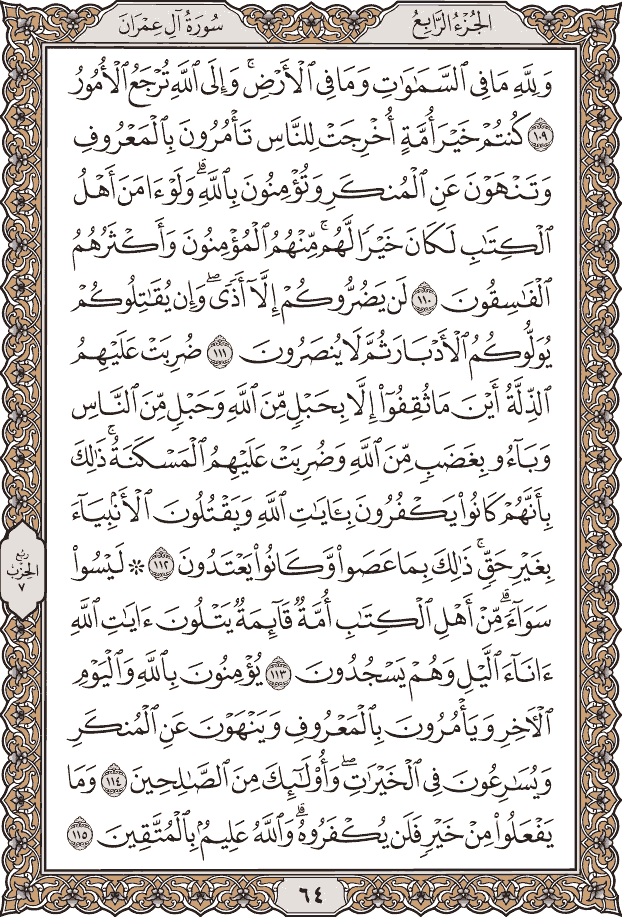 الجُزْءُ الرَّابِعُ
سُورَةُ آلِ عِمْرَانَ
وَلِلَّهِ مَا فِي ٱلسَّمَٰوَٰتِ وَمَا فِي ٱلْأَرْضِۚ وَإِلَى ٱللَّهِ تُرْجَعُ ٱلْأُمُورُ
١٠٩ كُنتُمْ خَيْرَ أُمَّةٍ أُخْرِجَتْ لِلنَّاسِ تَأْمُرُونَ بِٱلْمَعْرُوفِ
وَتَنْهَوْنَ عَنِ ٱلْمُنكَرِ وَتُؤْمِنُونَ بِٱللَّهِۗ وَلَوْ ءَامَنَ أَهْلُ
ٱلْكِتَٰبِ لَكَانَ خَيْرًا لَّهُمۚ مِّنْهُمُ ٱلْمُؤْمِنُونَ وَأَكْثَرُهُمُ
ٱلْفَٰسِقُونَ ١١٠ لَن يَضُرُّوكُمْ إِلَّآ أَذًىۖ وَإِن يُقَٰتِلُوكُمْ
يُوَلُّوكُمُ ٱلْأَدْبَارَ ثُمَّ لَا يُنصَرُونَ ١١١ ضُرِبَتْ عَلَيْهِمُ
ٱلذِّلَّةُ أَيْنَ مَا ثُقِفُوٓا۟ إِلَّا بِحَبْلٍ مِّنَ ٱللَّهِ وَحَبْلٍ مِّنَ ٱلنَّاسِ
وَبَآءُو بِغَضَبٍ مِّنَ ٱللَّهِ وَضُرِبَتْ عَلَيْهِمُ ٱلْمَسْكَنَةُۚ ذَٰلِكَ
بِأَنَّهُمْ كَانُوا۟ يَكْفُرُونَ بِـَٔايَٰتِ ٱللَّهِ وَيَقْتُلُونَ ٱلْأَنۢبِيَآءَ
بِغَيْرِ حَقٍّۚ ذَٰلِكَ بِمَا عَصَوا۟ وَّكَانُوا۟ يَعْتَدُونَ ١١٢ ۞ لَيْسُوا۟
سَوَآءًۗ مِّنْ أَهْلِ ٱلْكِتَٰبِ أُمَّةٌ قَآئِمَةٌ يَتْلُونَ ءَايَٰتِ ٱللَّهِ
ءَانَآءَ ٱلَّيْلِ وَهُمْ يَسْجُدُونَ ١١٣ يُؤْمِنُونَ بِٱللَّهِ وَٱلْيَوْمِ
ٱلْـَٔاخِرِ وَيَأْمُرُونَ بِٱلْمَعْرُوفِ وَيَنْهَوْنَ عَنِ ٱلْمُنكَرِ
وَيُسَٰرِعُونَ فِي ٱلْخَيْرَٰتِۖ وَأُو۟لَٰٓئِكَ مِنَ ٱلصَّٰلِحِينَ ١١٤ وَمَا
يَفْعَلُوا۟ مِنْ خَيْرٍ فَلَن يُكْفَرُوهُۗ وَٱللَّهُ عَلِيمٌۢ بِٱلْمُتَّقِينَ ١١٥
ربع
الحزب
٧
٦٤